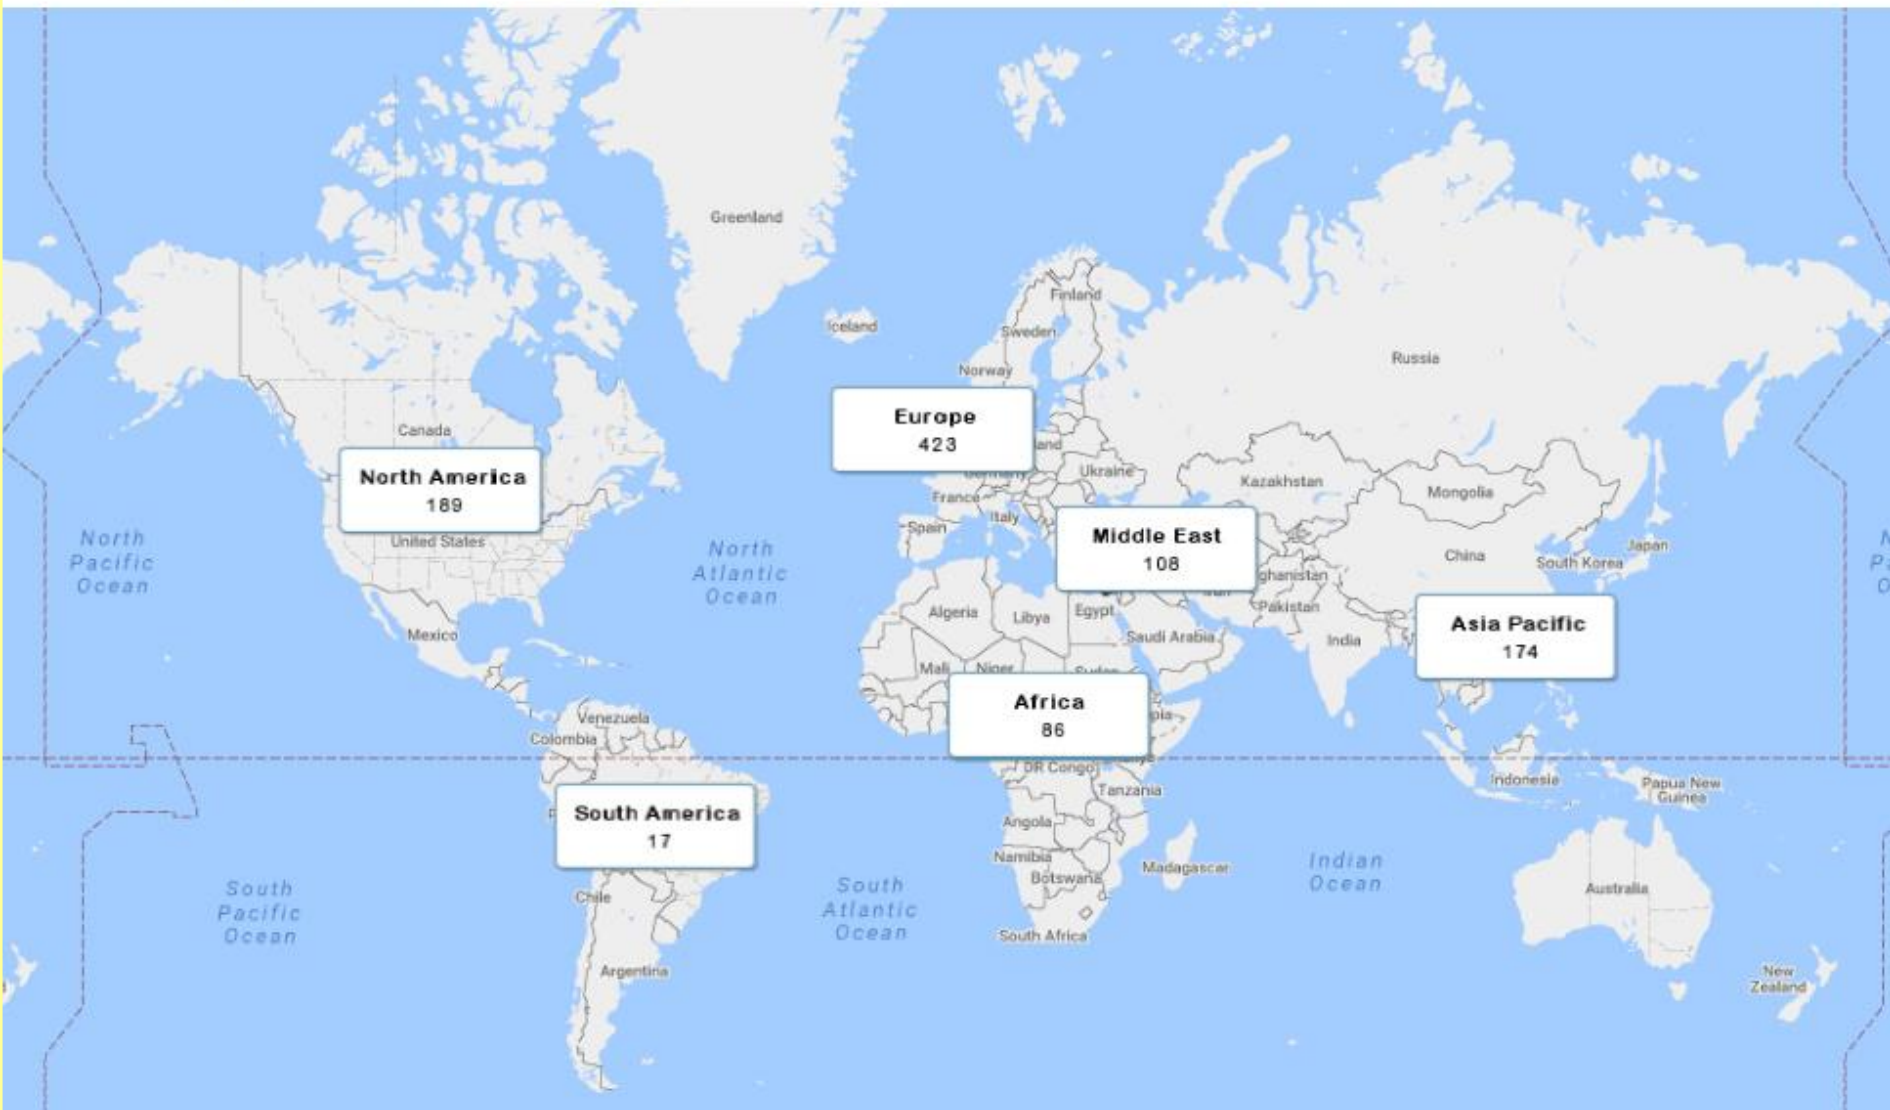 Greenland
Iceland
Finland
Sweden
Norway
Russia
Europe
423
Canada
North America
189
United States
Mexico
North
Pacific
Ocean
North
Atlantic
Ocean
Ukraine
Germany
France
Spain
Italy
Kazakhstan
Mongolia
China
Japan
South Korea
Middle East
108
Pakistan
India
Asia Pacific
174
Algeria
Libya
Egypt
Saudi Arabia
Mali
Niger
Sudan
Africa
86
DR Congo
Tanzania
Angola
Namibia
Botswana
Madagascar
South Africa
Venezuela
Colombia
South America
17
Chile
Argentina
South
Pacific
Ocean
South
Atlantic
Ocean
Indian
Ocean
Indonesia
Papua New
Guinea
Australia
New
Zealand